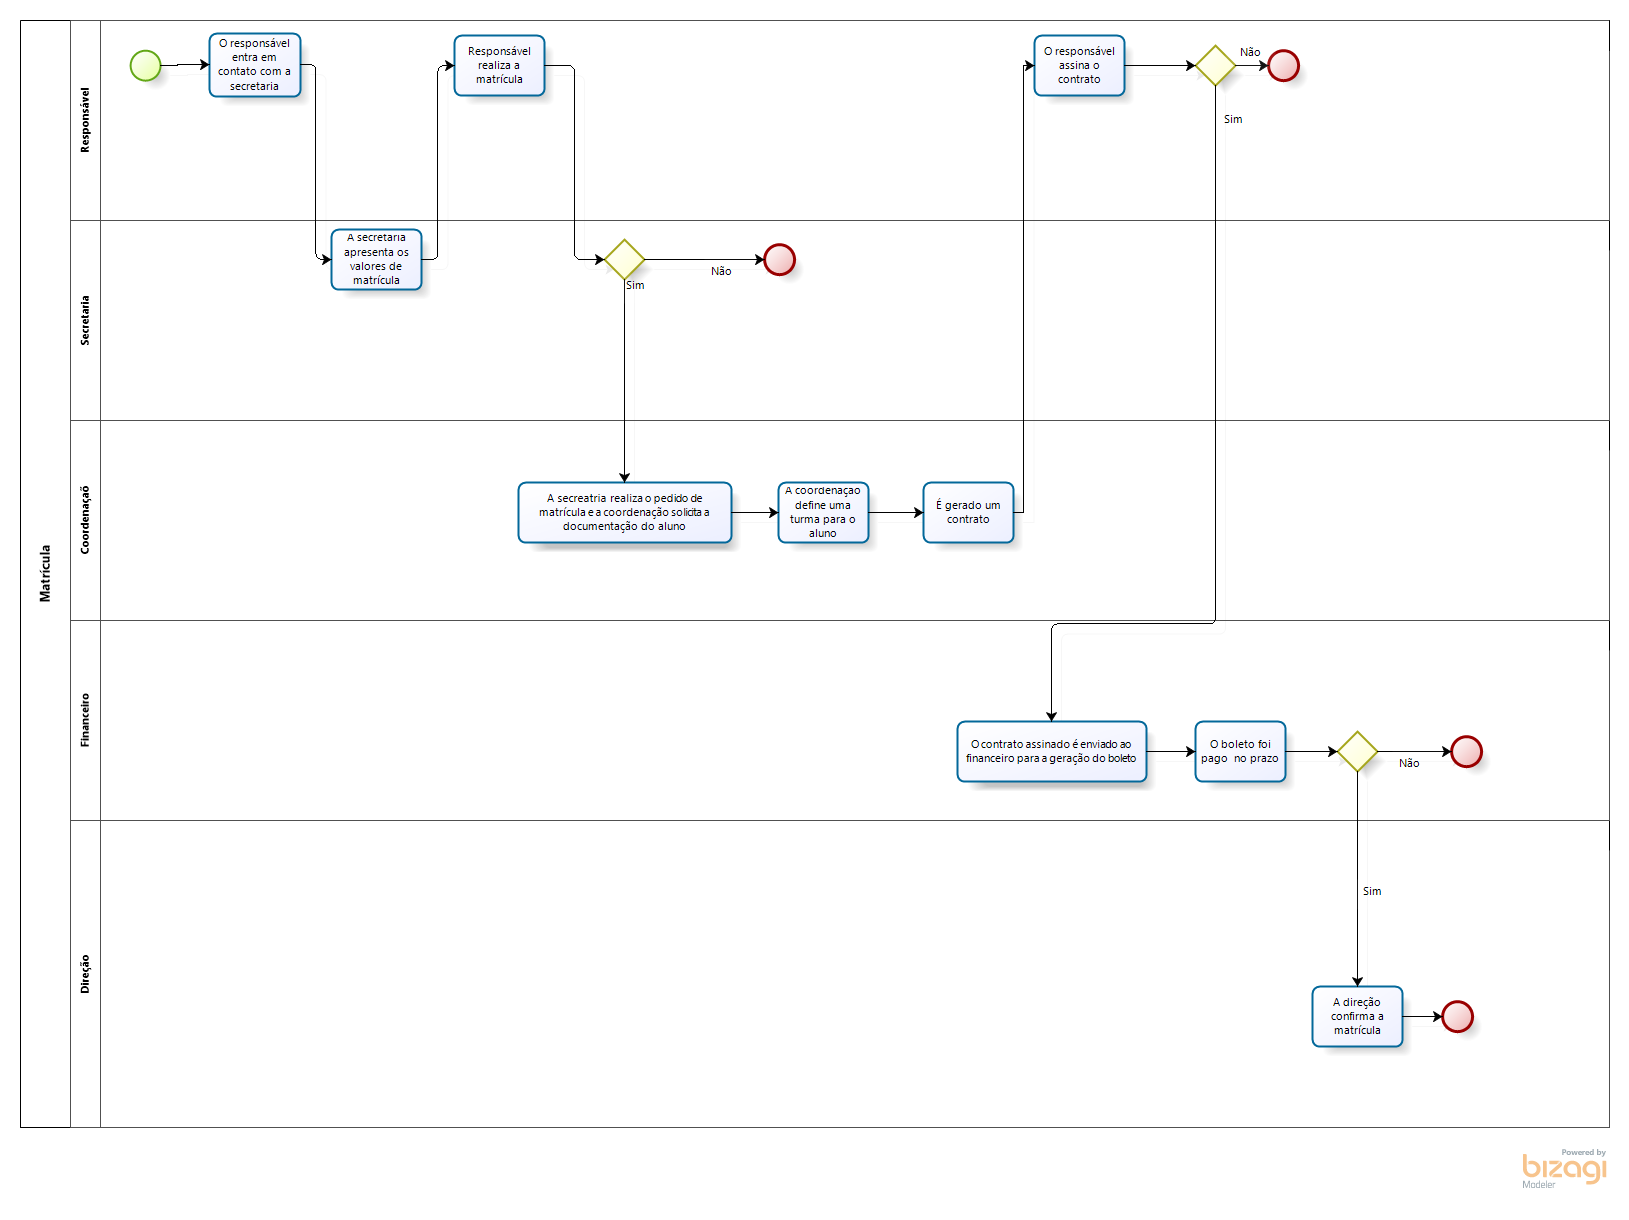 Matrícula
Responsável
O responsável
entra em
contato com a
secretaria
Responsável
realiza a
matrícula
O responsável
assina o
contrato
Não
Sim
Secretaria
A secretaria
apresenta os
valores de
matrícula
Não
Sim
Coordenaçaõ
A secreatria realiza o pedido de
matrícula e a coordenação solicita a
documentação do aluno
A coordenação
define uma
turma para o
aluno
É gerado um
contrato
Financeiro
O contrato assinado é enviado ao
financeiro para a geração do boleto
O boleto foi
pago no prazo
Não
Sim
Direção
A direção
confirma a
matrícula
Powered by
bizagi
Modeler